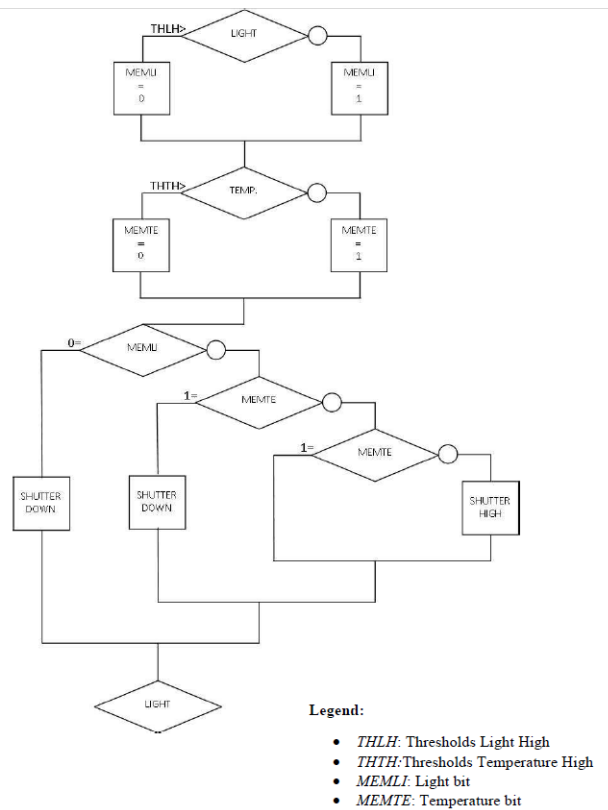 THLH>
LIGHT
MEMLI
=
0
MEMLI
=
1
THTH>
TEMP.
MEMTE
=
0
MEMTE
=
1
0=
MEMLI
1=
MEMTE
1=
MEMTE
SHUTTER
DOWN
SHUTTER
DOWN
SHUTTER
HIGH
LIGHT
Legend:
• THLH: Thresholds Light High
• THTH:Thresholds Temperature High
• MEMLI: Light bit
• MEMTE: Temperature bit